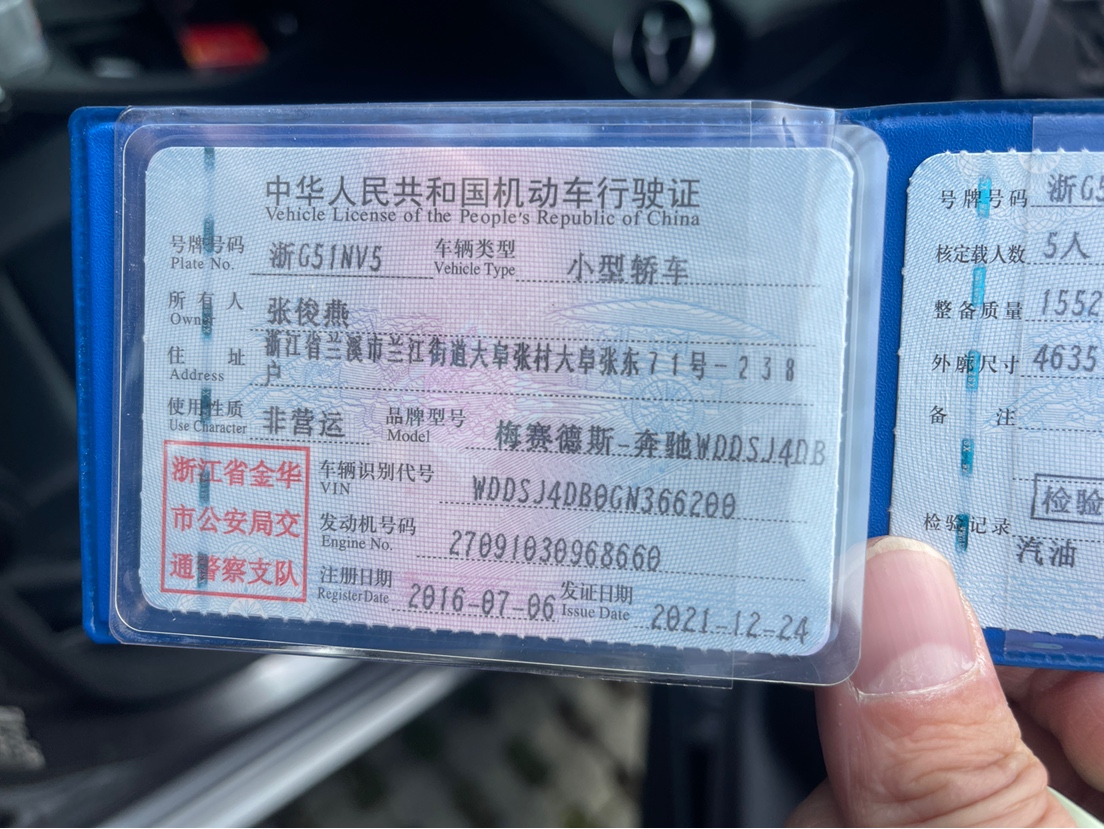 中华人民共和国机动车行驶证
Vehicle License of the People's Republic of China
号牌号码 浙G51NV5 车辆类型 小型轿车
Plate No. Vehicle Type
所有人 张俊燕
Owner
住址 浙江省兰溪市兰江街道大阜张村大阜张东71号-238
Address 户
使用性质 非营运 品牌型号 梅赛德斯-奔驰WDDSJ4DB
Use Character Model
浙江省金华
市公安局交
通警察支队
车辆识别代号 WDDSJ4DB0GN366200
VIN
发动机号码 27091030968660
Engine No.
注册日期 2016-07-06 发证日期 2021-12-24
Register Date Issue Date
号牌号码 浙G5
核定载人数 5人
整备质量 1552
外廓尺寸 4635
备注
检验
检验记录
汽油